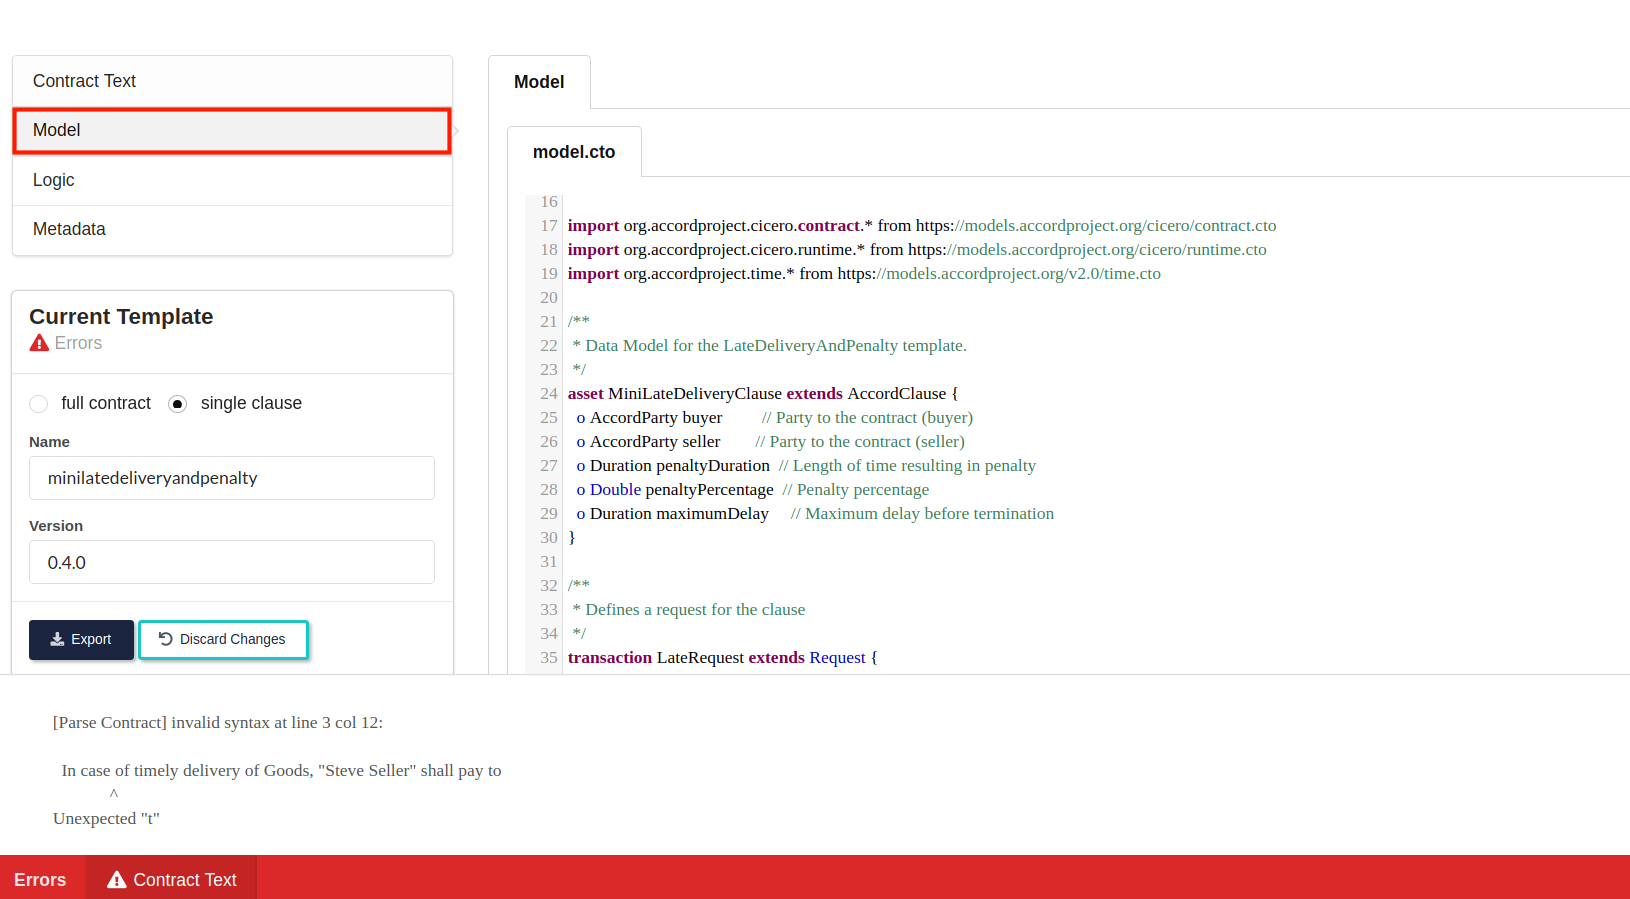 Contract Text
Model
Logic
Metadata
Current Template
Errors
full contract
single clause
Name
minilatedeliveryandpenalty
Version
0.4.0
Export
Discard Changes
Model
model.cto
16
17 import org.accordproject.cicero.contract.* from https://models.accordproject.org/cicero/contract.cto
18 import org.accordproject.cicero.runtime.* from https://models.accordproject.org/cicero/runtime.cto
19 import org.accordproject.time.* from https://models.accordproject.org/v2.0/time.cto
20
21 /**
22 * Data Model for the LateDeliveryAndPenalty template.
23 */
24 asset MiniLateDeliveryClause extends AccordClause {
25 o AccordParty buyer // Party to the contract (buyer)
26 o AccordParty seller // Party to the contract (seller)
27 o Duration penaltyDuration // Length of time resulting in penalty
28 o Double penaltyPercentage // Penalty percentage
29 o Duration maximumDelay // Maximum delay before termination
30 }
31
32 /**
33 * Defines a request for the clause
34 */
35 transaction LateRequest extends Request {
[Parse Contract] invalid syntax at line 3 col 12:
In case of timely delivery of Goods, "Steve Seller" shall pay to
^
Unexpected "t"
Errors
Contract Text